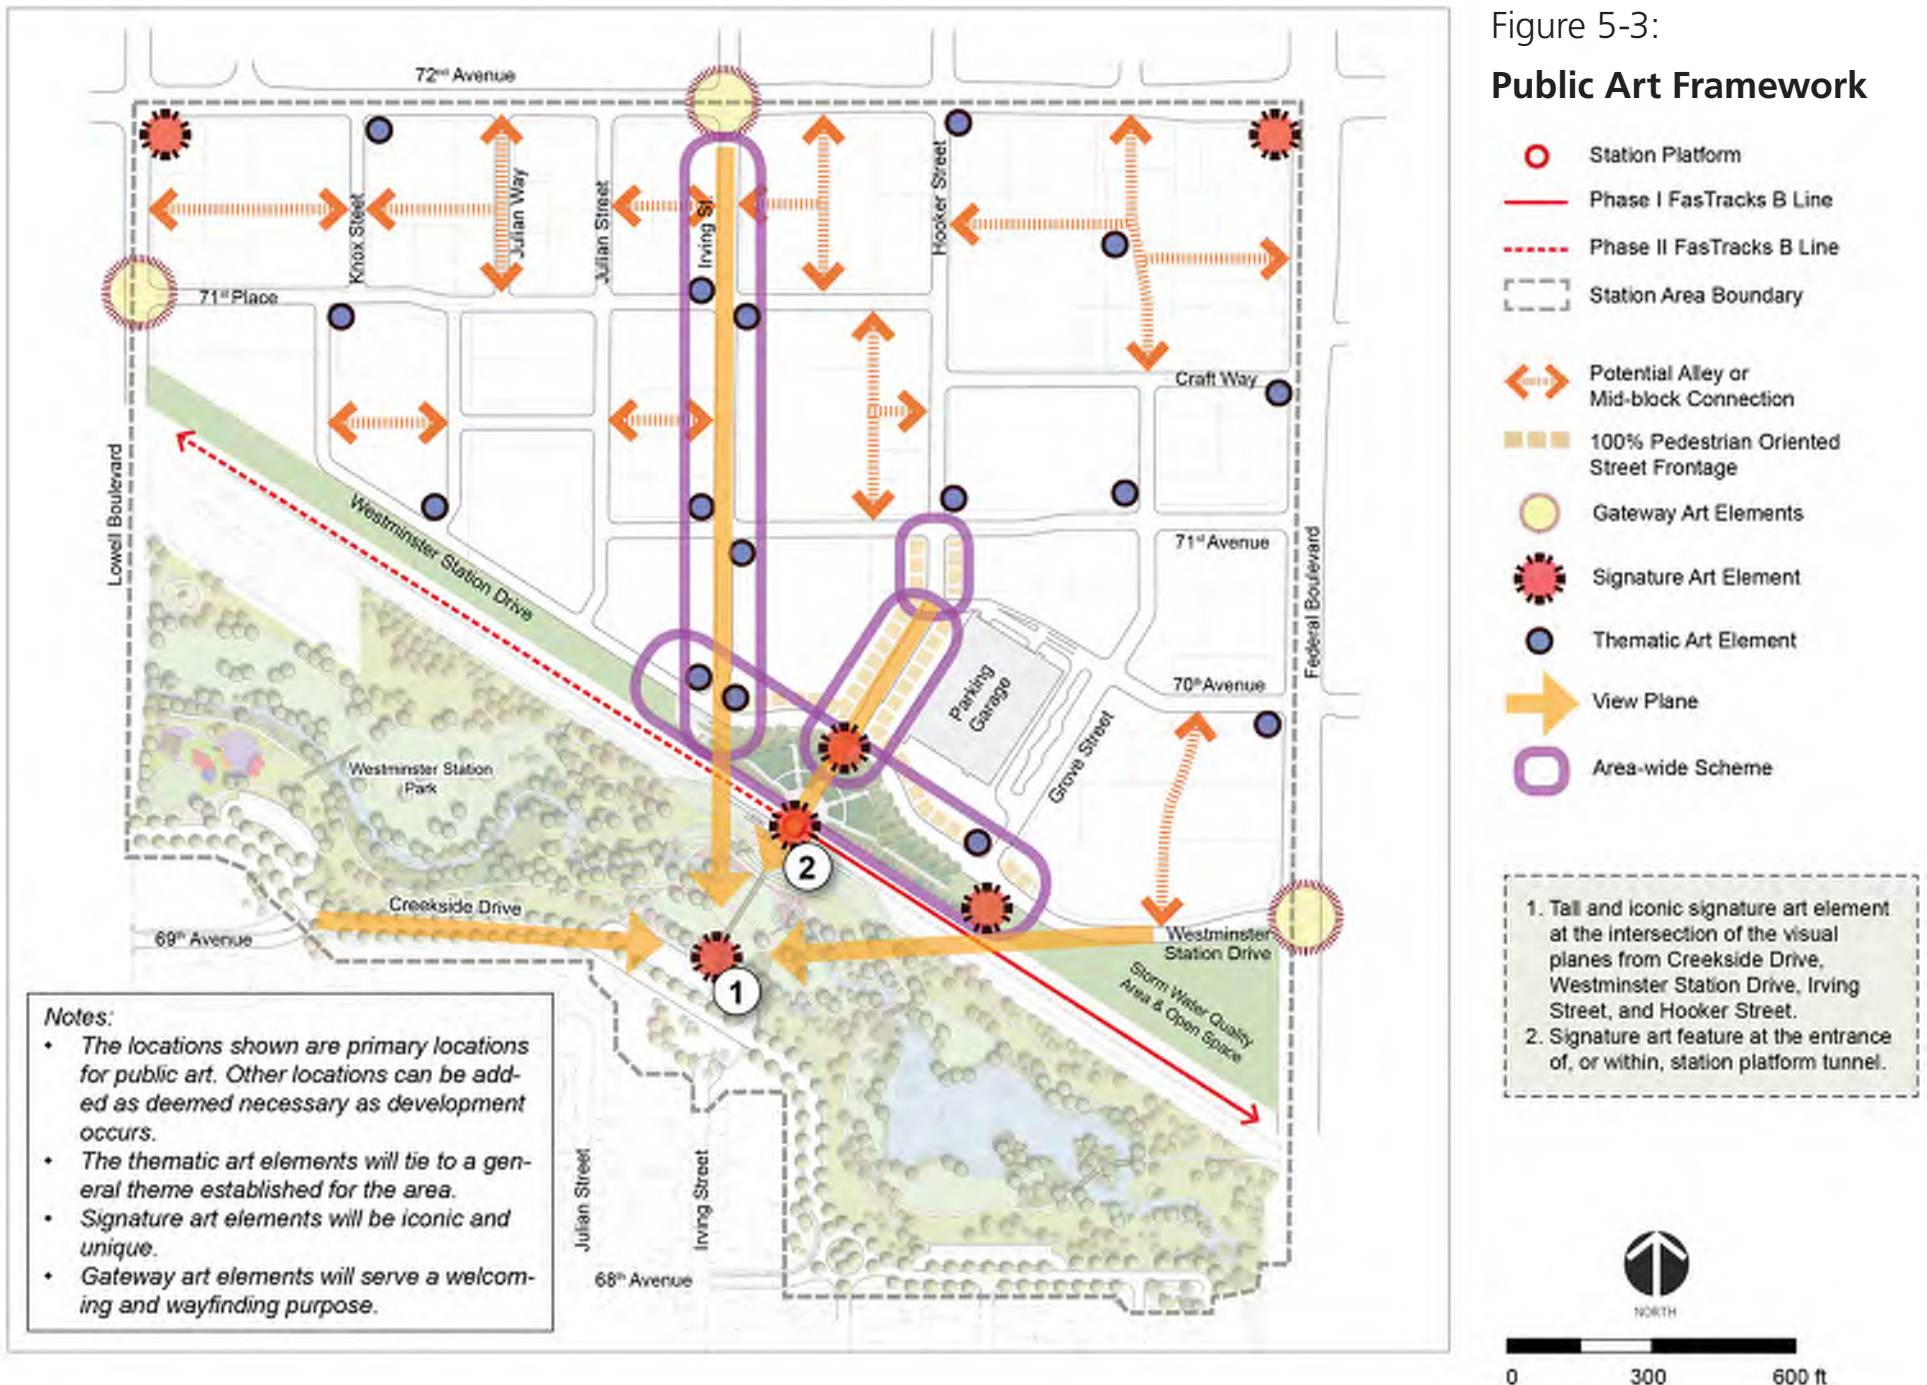 Figure 5-3:
Public Art Framework
Station Platform
Phase I FasTracks B Line
Phase II FasTracks B Line
Station Area Boundary
Potential Alley or
Mid-block Connection
100% Pedestrian Oriented
Street Frontage
Gateway Art Elements
Signature Art Element
Thematic Art Element
View Plane
Area-wide Scheme
1. Tall and iconic signature art element
at the intersection of the visual
planes from Creekside Drive,
Westminster Station Drive, Irving
Street, and Hooker Street.
2. Signature art feature at the entrance
of, or within, station platform tunnel.
NORTH
0 300 600 ft
72nd Avenue
Knox Street
Julian Way
Julian Street
Irving St.
Hooker Street
71st Place
Craft Way
Lowell Boulevard
Westminster Station Drive
71st Avenue
Federal Boulevard
Parking
Garage
70th Avenue
Grove Street
Westminster Station
Park
2
Creekside Drive
69th Avenue
Westminster
Station Drive
1
Storm Water Quality
Area & Open Space
Julian Street
Irving Street
68th Avenue
Notes:
• The locations shown are primary locations
for public art. Other locations can be add-
ed as deemed necessary as development
occurs.
• The thematic art elements will tie to a gen-
eral theme established for the area.
• Signature art elements will be iconic and
unique.
• Gateway art elements will serve a welcom-
ing and wayfinding purpose.